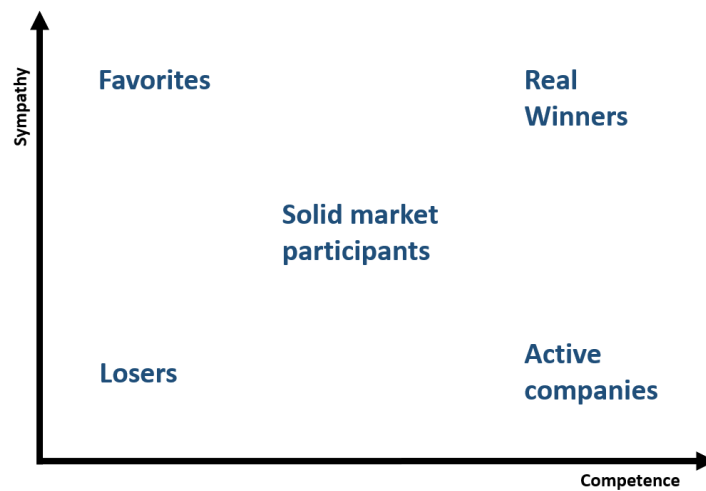 Sympathy
Favorites
Real
Winners
Solid market
participants
Losers
Active
companies
Competence